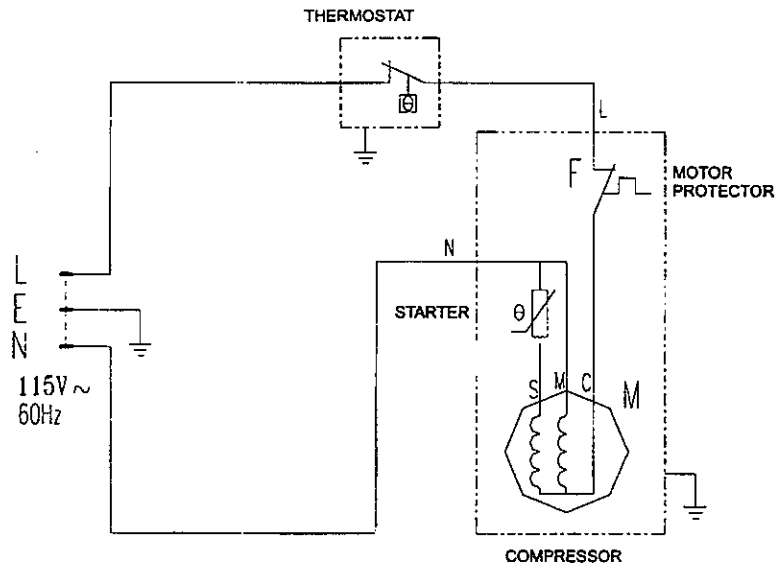 THERMOSTAT
θ
L
F
MOTOR
PROTECTOR
N
L
E
N
STARTER
θ
115V ~
60Hz
S M C
M
COMPRESSOR